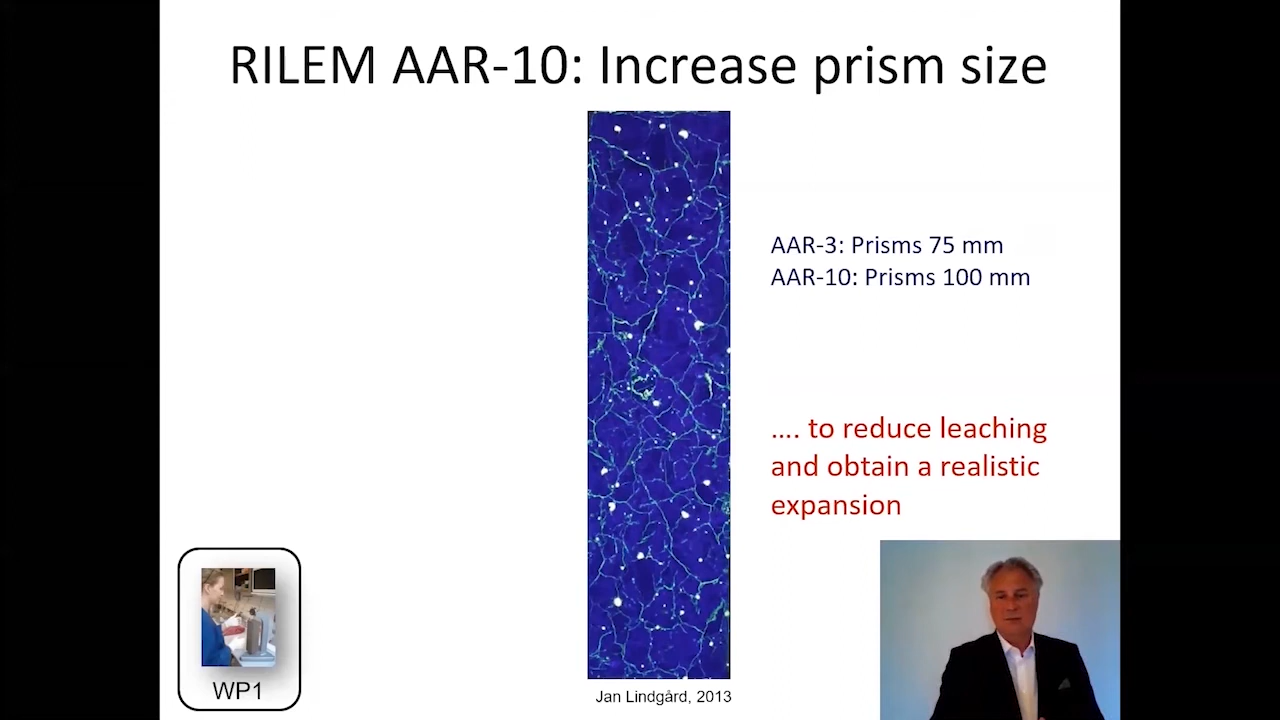 RILEM AAR-10: Increase prism size
AAR-3: Prisms 75 mm
AAR-10: Prisms 100 mm
…. to reduce leaching
and obtain a realistic
expansion
WP1
Jan Lindgård, 2013